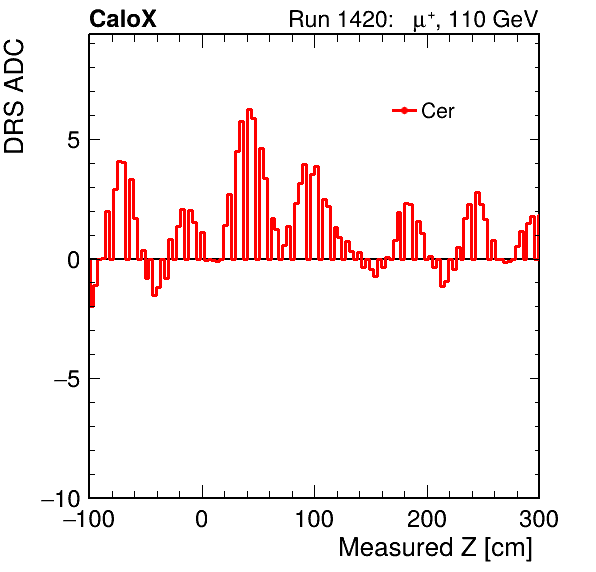 CaloX Run 1420: μ⁺, 110 GeV
DRS ADC
Cer
5
0
−5
−10
−100 0 100 200 300
Measured Z [cm]